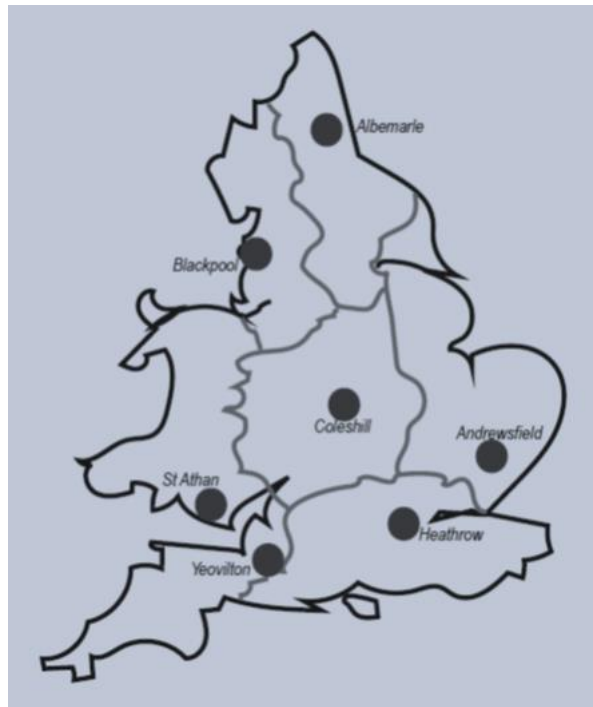 Albemarle
Blackpool
Coleshill
Andrewsfield
St Athan
Heathrow
Yeovilton